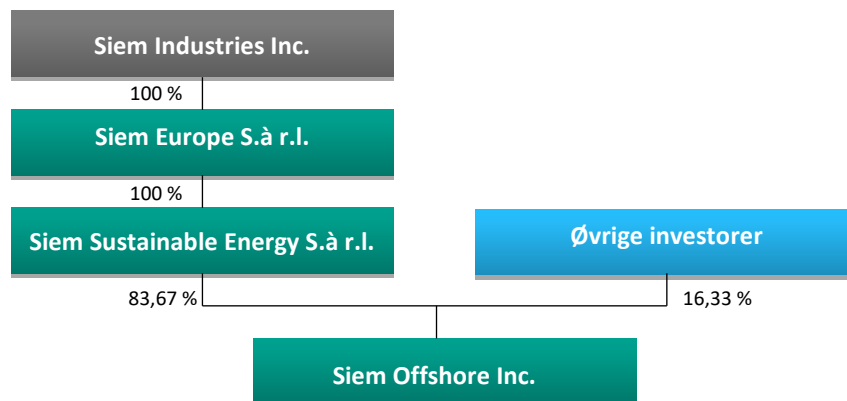 Siem Industries Inc.
100 %
Siem Europe S.à r.l.
100 %
Siem Sustainable Energy S.à r.l.
Øvrige investorer
83,67 %
16,33 %
Siem Offshore Inc.